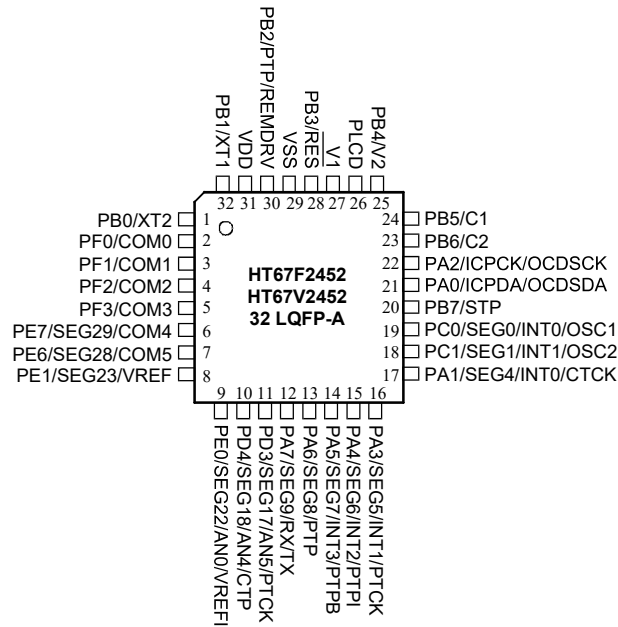 PB1/XT1
VDD
PB2/PTP/REMDRV
VSS
PB3/RES
V1
PLCD
PB4/V2
32 31 30 29 28 27 26 25
PB0/XT2 1
PF0/COM0 2
PF1/COM1 3
PF2/COM2 4
PF3/COM3 5
PE7/SEG29/COM4 6
PE6/SEG28/COM5 7
PE1/SEG23/VREF 8
HT67F2452
HT67V2452
32 LQFP-A
24 PB5/C1
23 PB6/C2
22 PA2/ICPCK/OCDSCK
21 PA0/ICPDA/OCDSDA
20 PB7/STP
19 PC0/SEG0/INT0/OSC1
18 PC1/SEG1/INT1/OSC2
17 PA1/SEG4/INT0/CTCK
9 10 11 12 13 14 15 16
PE0/SEG22/AN0/VREFI
PD4/SEG18/AN4/CTP
PD3/SEG17/AN5/PTCK
PA7/SEG9/RX/TX
PA6/SEG8/PTP
PA5/SEG7/INT3/PTPB
PA4/SEG6/INT2/PTPI
PA3/SEG5/INT1/PTCK